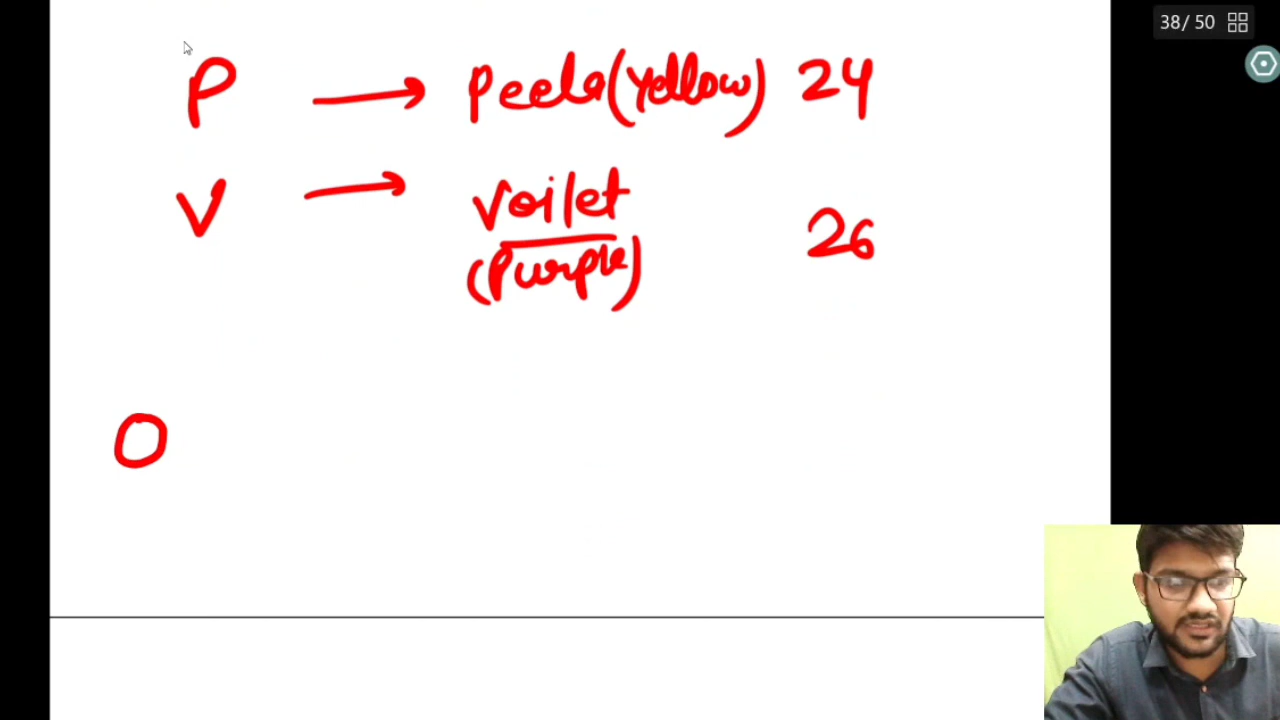 38/ 50
P → Peela(Yellow) 24
V → Voilet 26
(Purple)
O